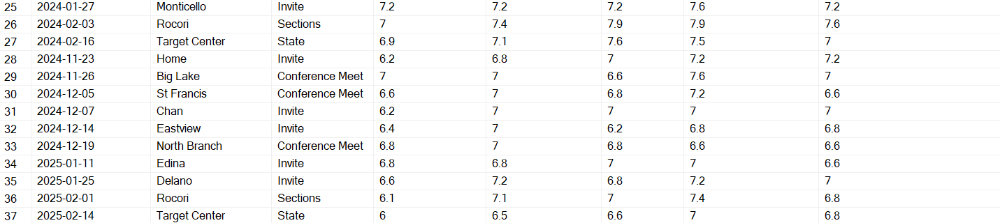 25 2024-01-27 Monticello Invite 7.2 7.2 7.2 7.6 7.2
26 2024-02-03 Rocori Sections 7 7.4 7.9 7.9 7.6
27 2024-02-16 Target Center State 6.9 7.1 7.6 7.5 7
28 2024-11-23 Home Invite 6.2 6.8 7 7.2 7.2
29 2024-11-26 Big Lake Conference Meet 7 7 6.6 7.6 7
30 2024-12-05 St Francis Conference Meet 6.6 7 6.8 7.2 6.6
31 2024-12-07 Chan Invite 6.2 7 7 7 7
32 2024-12-14 Eastview Invite 6.4 7 6.2 6.8 6.8
33 2024-12-19 North Branch Conference Meet 6.8 7 6.8 6.6 6.6
34 2025-01-11 Edina Invite 6.8 6.8 7 7 6.6
35 2025-01-25 Delano Invite 6.6 7.2 6.8 7.2 7
36 2025-02-01 Rocori Sections 6.1 7.1 7 7.4 6.8
37 2025-02-14 Target Center State 6 6.5 6.6 7 6.8